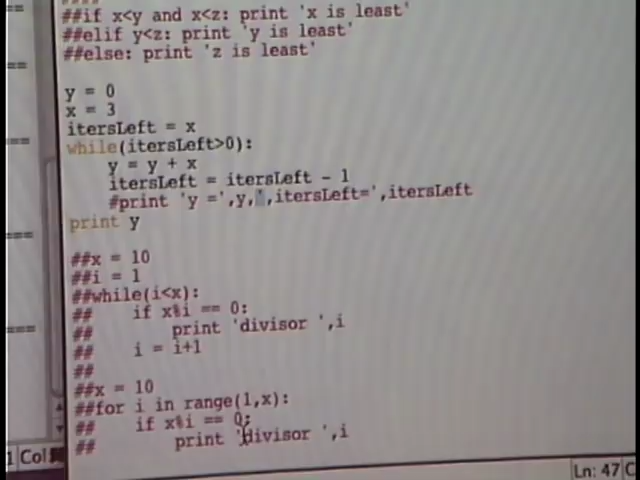 ##if x<y and x<z: print 'x is least'
##elif y<z: print 'y is least'
##else: print 'z is least'
y = 0
x = 3
itersLeft = x
while(itersLeft>0):
    y = y + x
    itersLeft = itersLeft - 1
    #print 'y =',y,',itersLeft=',itersLeft
print y
##x = 10
##i = 1
##while(i<x):
##    if x%i == 0:
##        print 'divisor ',i
##    i = i+1
##
##x = 10
##for i in range(1,x):
##    if x%i == 0:
##        print 'divisor ',i
1 Col
Ln: 47